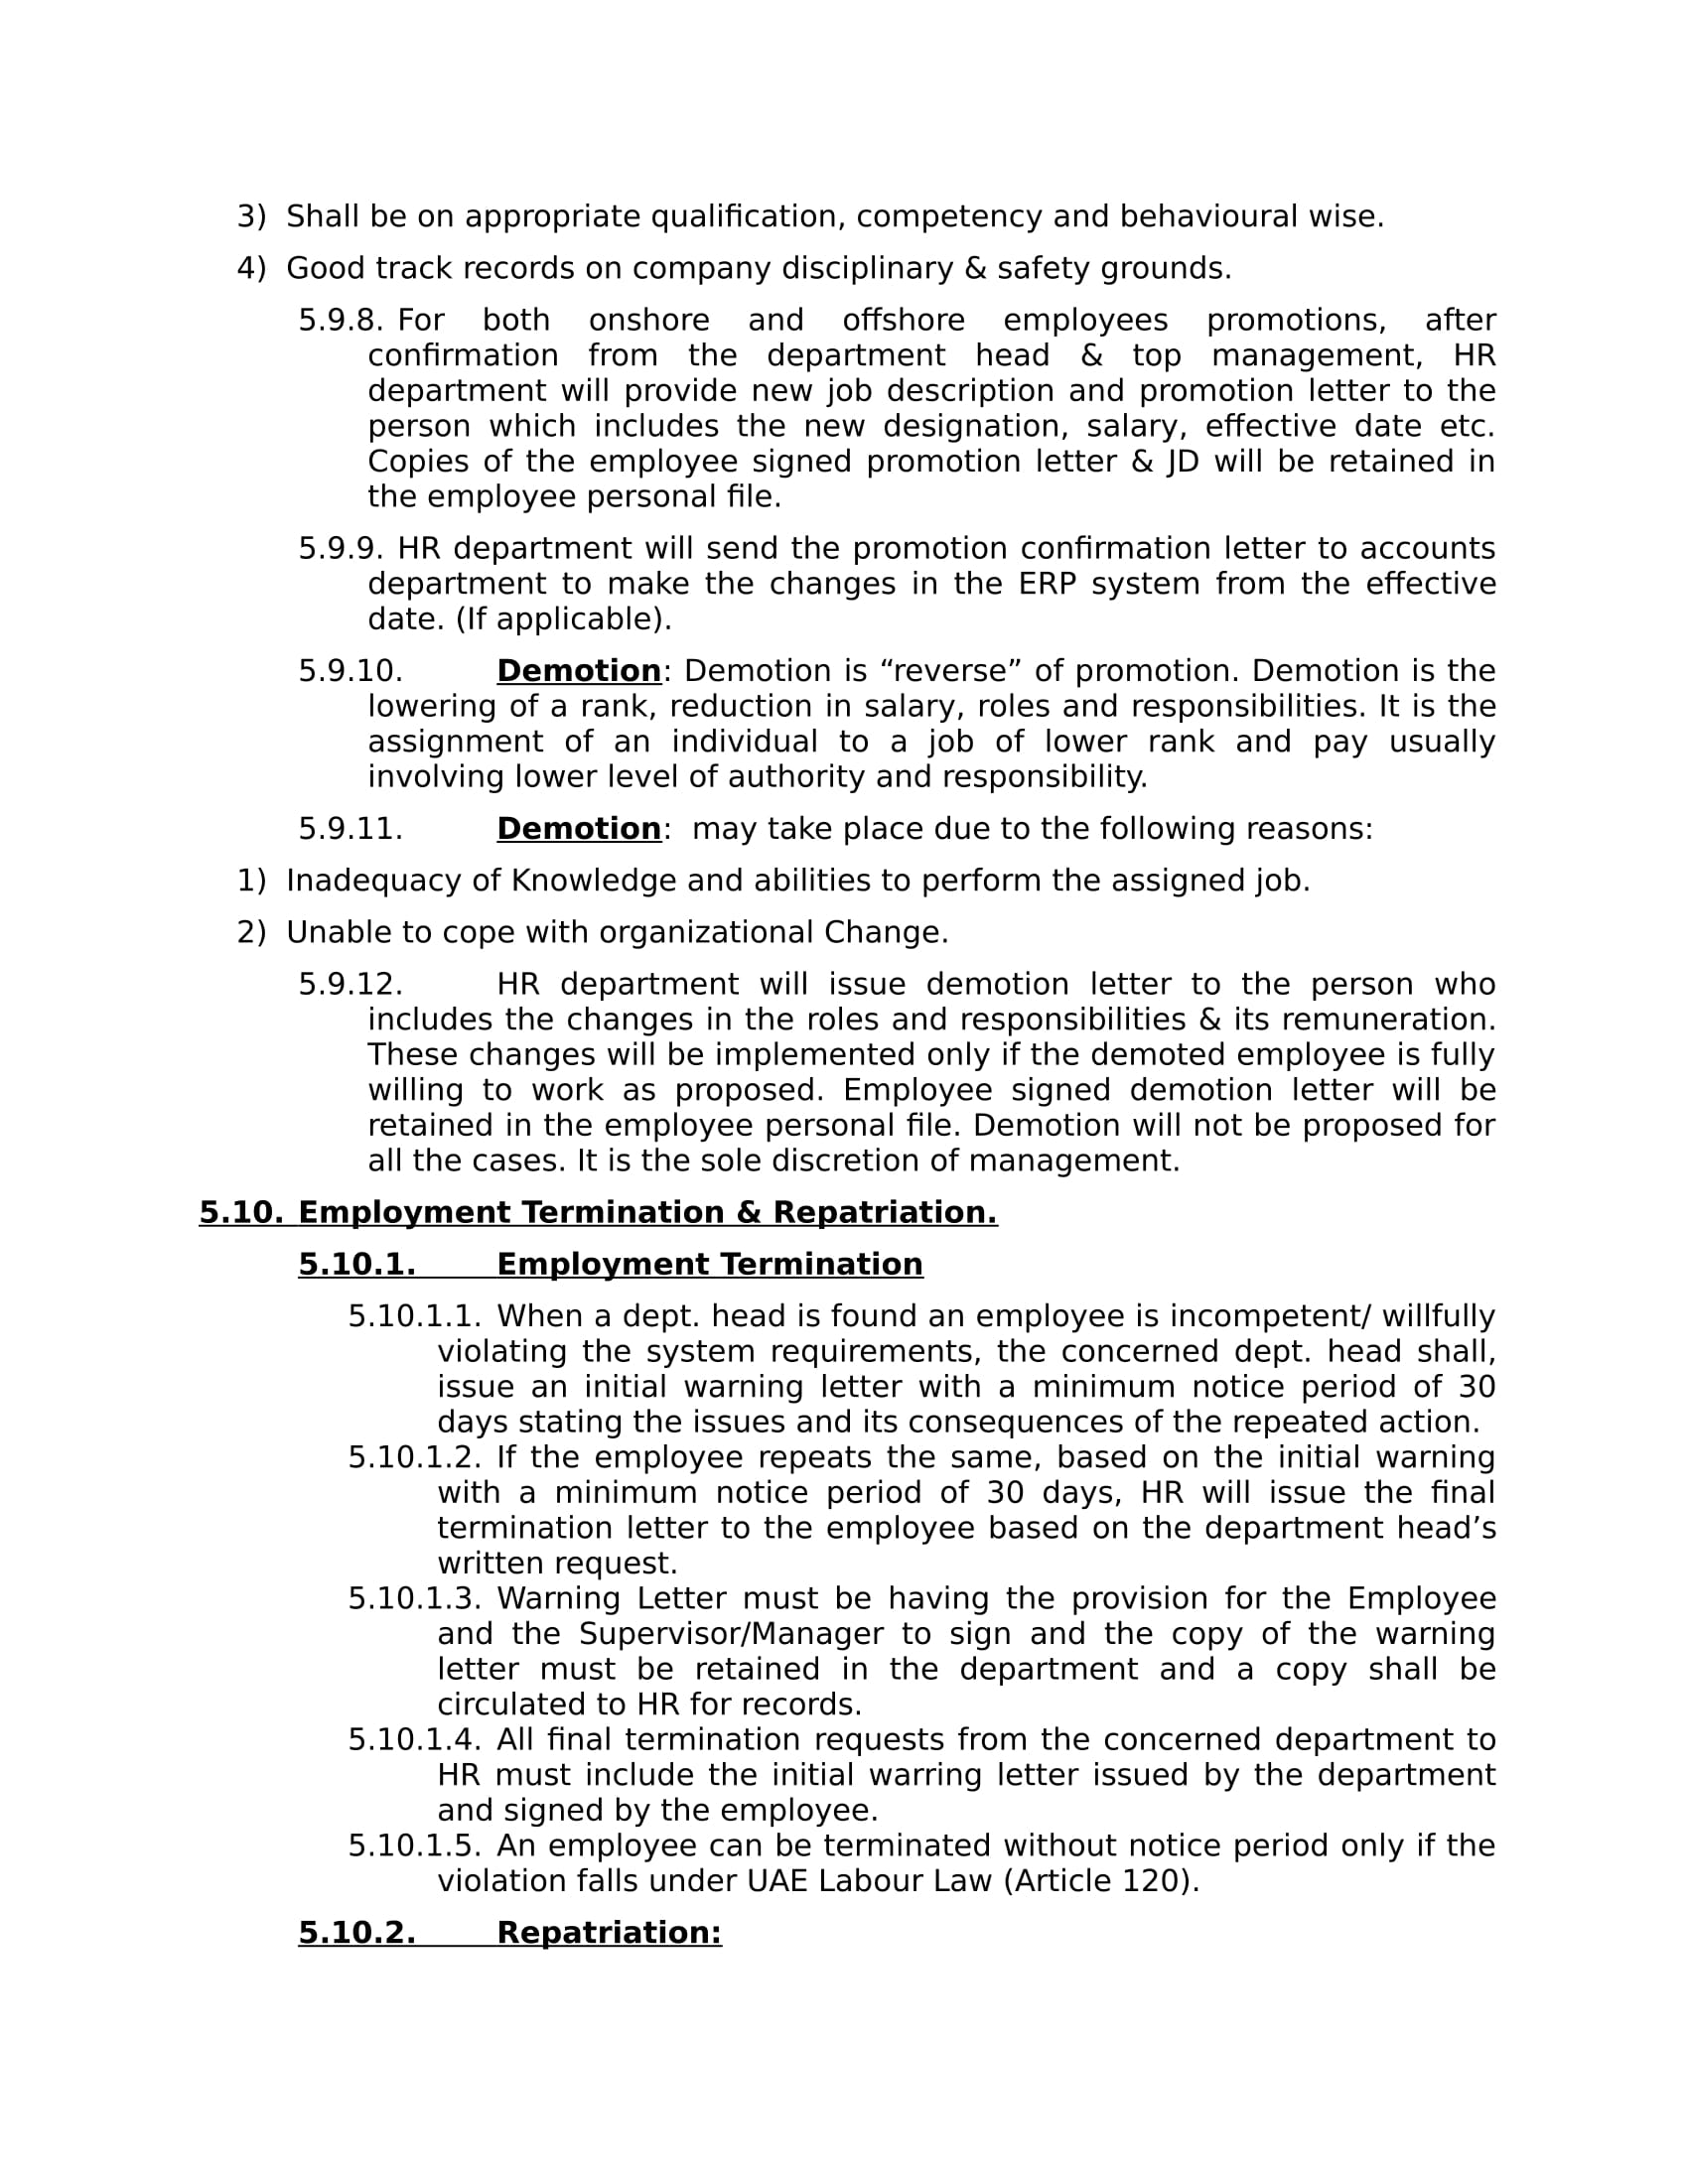 3) Shall be on appropriate qualification, competency and behavioural wise.
4) Good track records on company disciplinary & safety grounds.
5.9.8. For both onshore and offshore employees promotions, after
confirmation from the department head & top management, HR
department will provide new job description and promotion letter to the
person which includes the new designation, salary, effective date etc.
Copies of the employee signed promotion letter & JD will be retained in
the employee personal file.
5.9.9. HR department will send the promotion confirmation letter to accounts
department to make the changes in the ERP system from the effective
date. (If applicable).
5.9.10. Demotion: Demotion is “reverse” of promotion. Demotion is the
lowering of a rank, reduction in salary, roles and responsibilities. It is the
assignment of an individual to a job of lower rank and pay usually
involving lower level of authority and responsibility.
5.9.11. Demotion: may take place due to the following reasons:
1) Inadequacy of Knowledge and abilities to perform the assigned job.
2) Unable to cope with organizational Change.
5.9.12. HR department will issue demotion letter to the person who
includes the changes in the roles and responsibilities & its remuneration.
These changes will be implemented only if the demoted employee is fully
willing to work as proposed. Employee signed demotion letter will be
retained in the employee personal file. Demotion will not be proposed for
all the cases. It is the sole discretion of management.
5.10. Employment Termination & Repatriation.
5.10.1. Employment Termination
5.10.1.1. When a dept. head is found an employee is incompetent/ willfully
violating the system requirements, the concerned dept. head shall,
issue an initial warning letter with a minimum notice period of 30
days stating the issues and its consequences of the repeated action.
5.10.1.2. If the employee repeats the same, based on the initial warning
with a minimum notice period of 30 days, HR will issue the final
termination letter to the employee based on the department head’s
written request.
5.10.1.3. Warning Letter must be having the provision for the Employee
and the Supervisor/Manager to sign and the copy of the warning
letter must be retained in the department and a copy shall be
circulated to HR for records.
5.10.1.4. All final termination requests from the concerned department to
HR must include the initial warring letter issued by the department
and signed by the employee.
5.10.1.5. An employee can be terminated without notice period only if the
violation falls under UAE Labour Law (Article 120).
5.10.2. Repatriation: